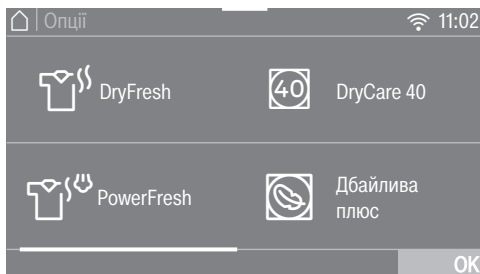 Опції
11:02
DryFresh
40
DryCare 40
PowerFresh
Дбайлива
плюс
OK